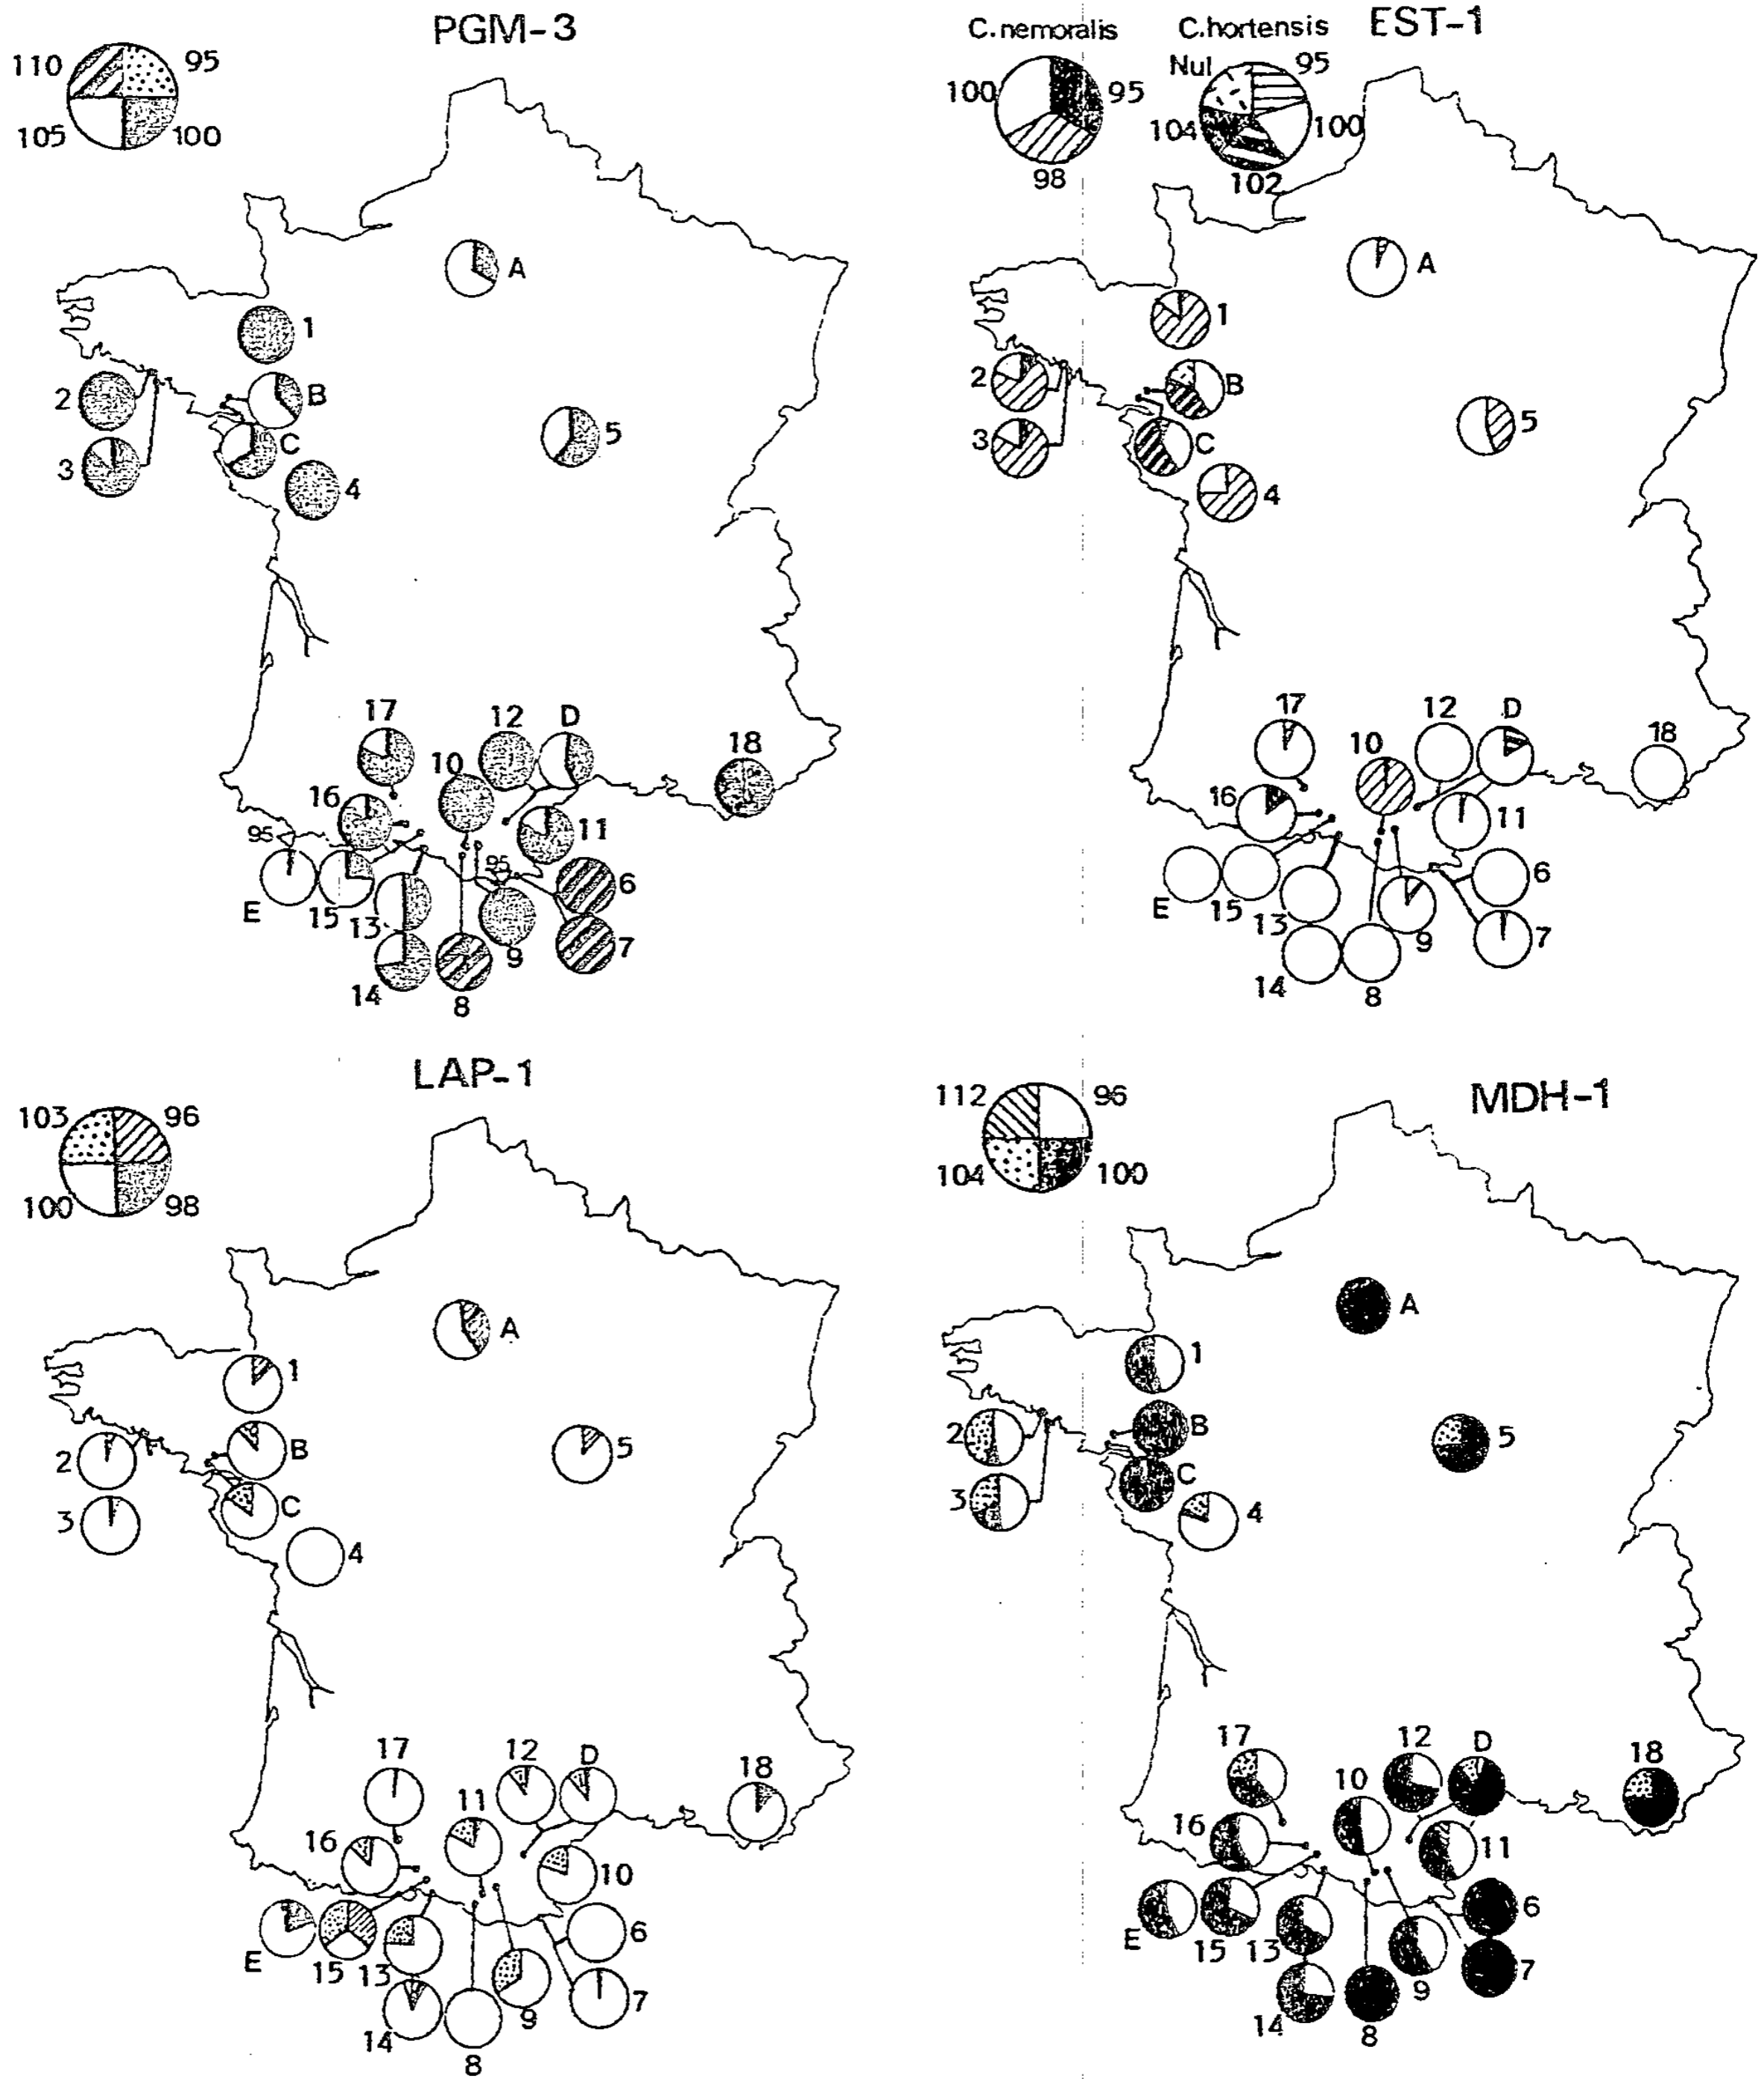 PGM-3
110 95
105 100
A
1
2 B
C 5
3 4
17 12 D
10 18
16
95 11
95 6
E 15 13
9 7
14 8
C.nemoralis C.hortensis EST-1
Nul 95
100 95
104 100
98 102
A
1
2 B
5
3 C
4
17 12 D
10 18
16
11
6
E 15 13
9 7
14 8
LAP-1
103 96
100 98
A
1
2 B 5
3 C
4
17 12 D
11 18
16
10
6
E 15 13
9 7
14
8
MDH-1
112 96
104 100
A
1
2 B 5
C
3 4
17 12 D
10 18
16 11
6
E 15 13
7
9
14 8